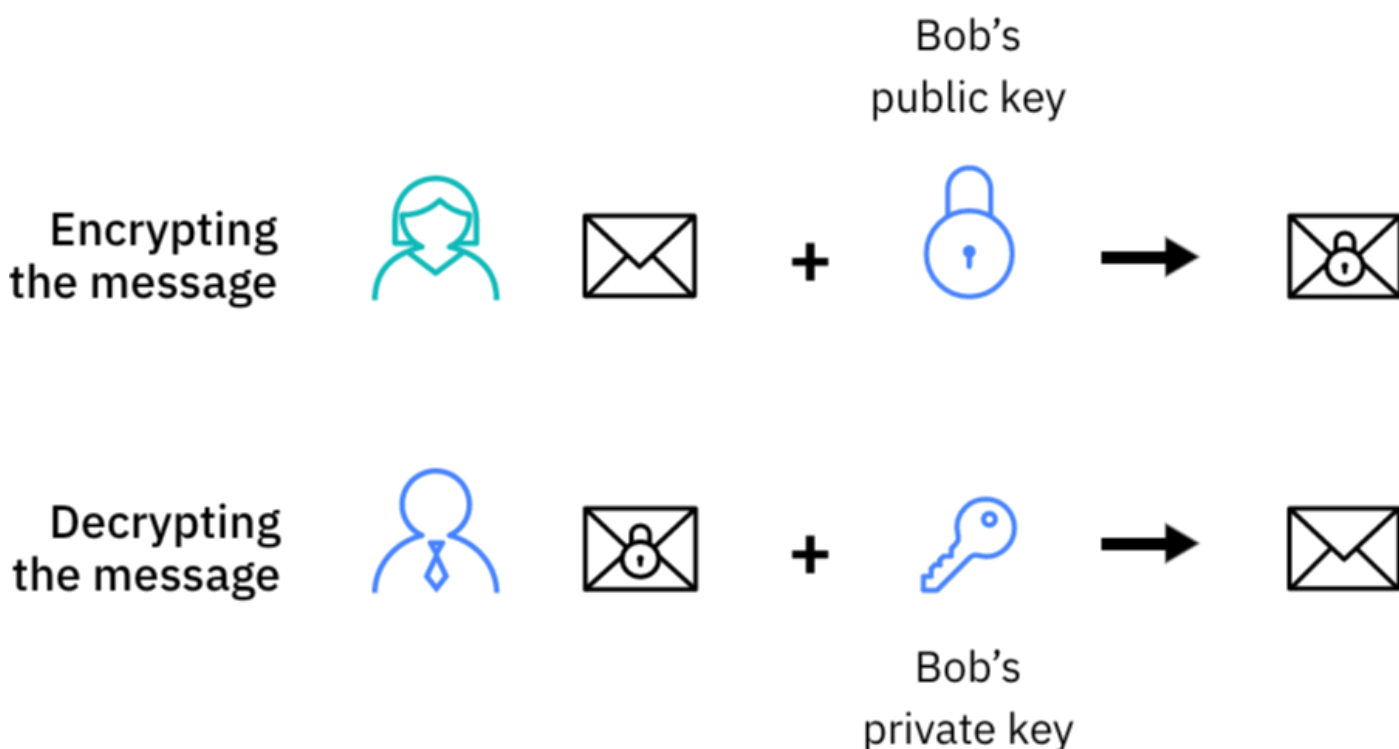 Bob’s
public key
Encrypting
the message
Decrypting
the message
Bob’s
private key